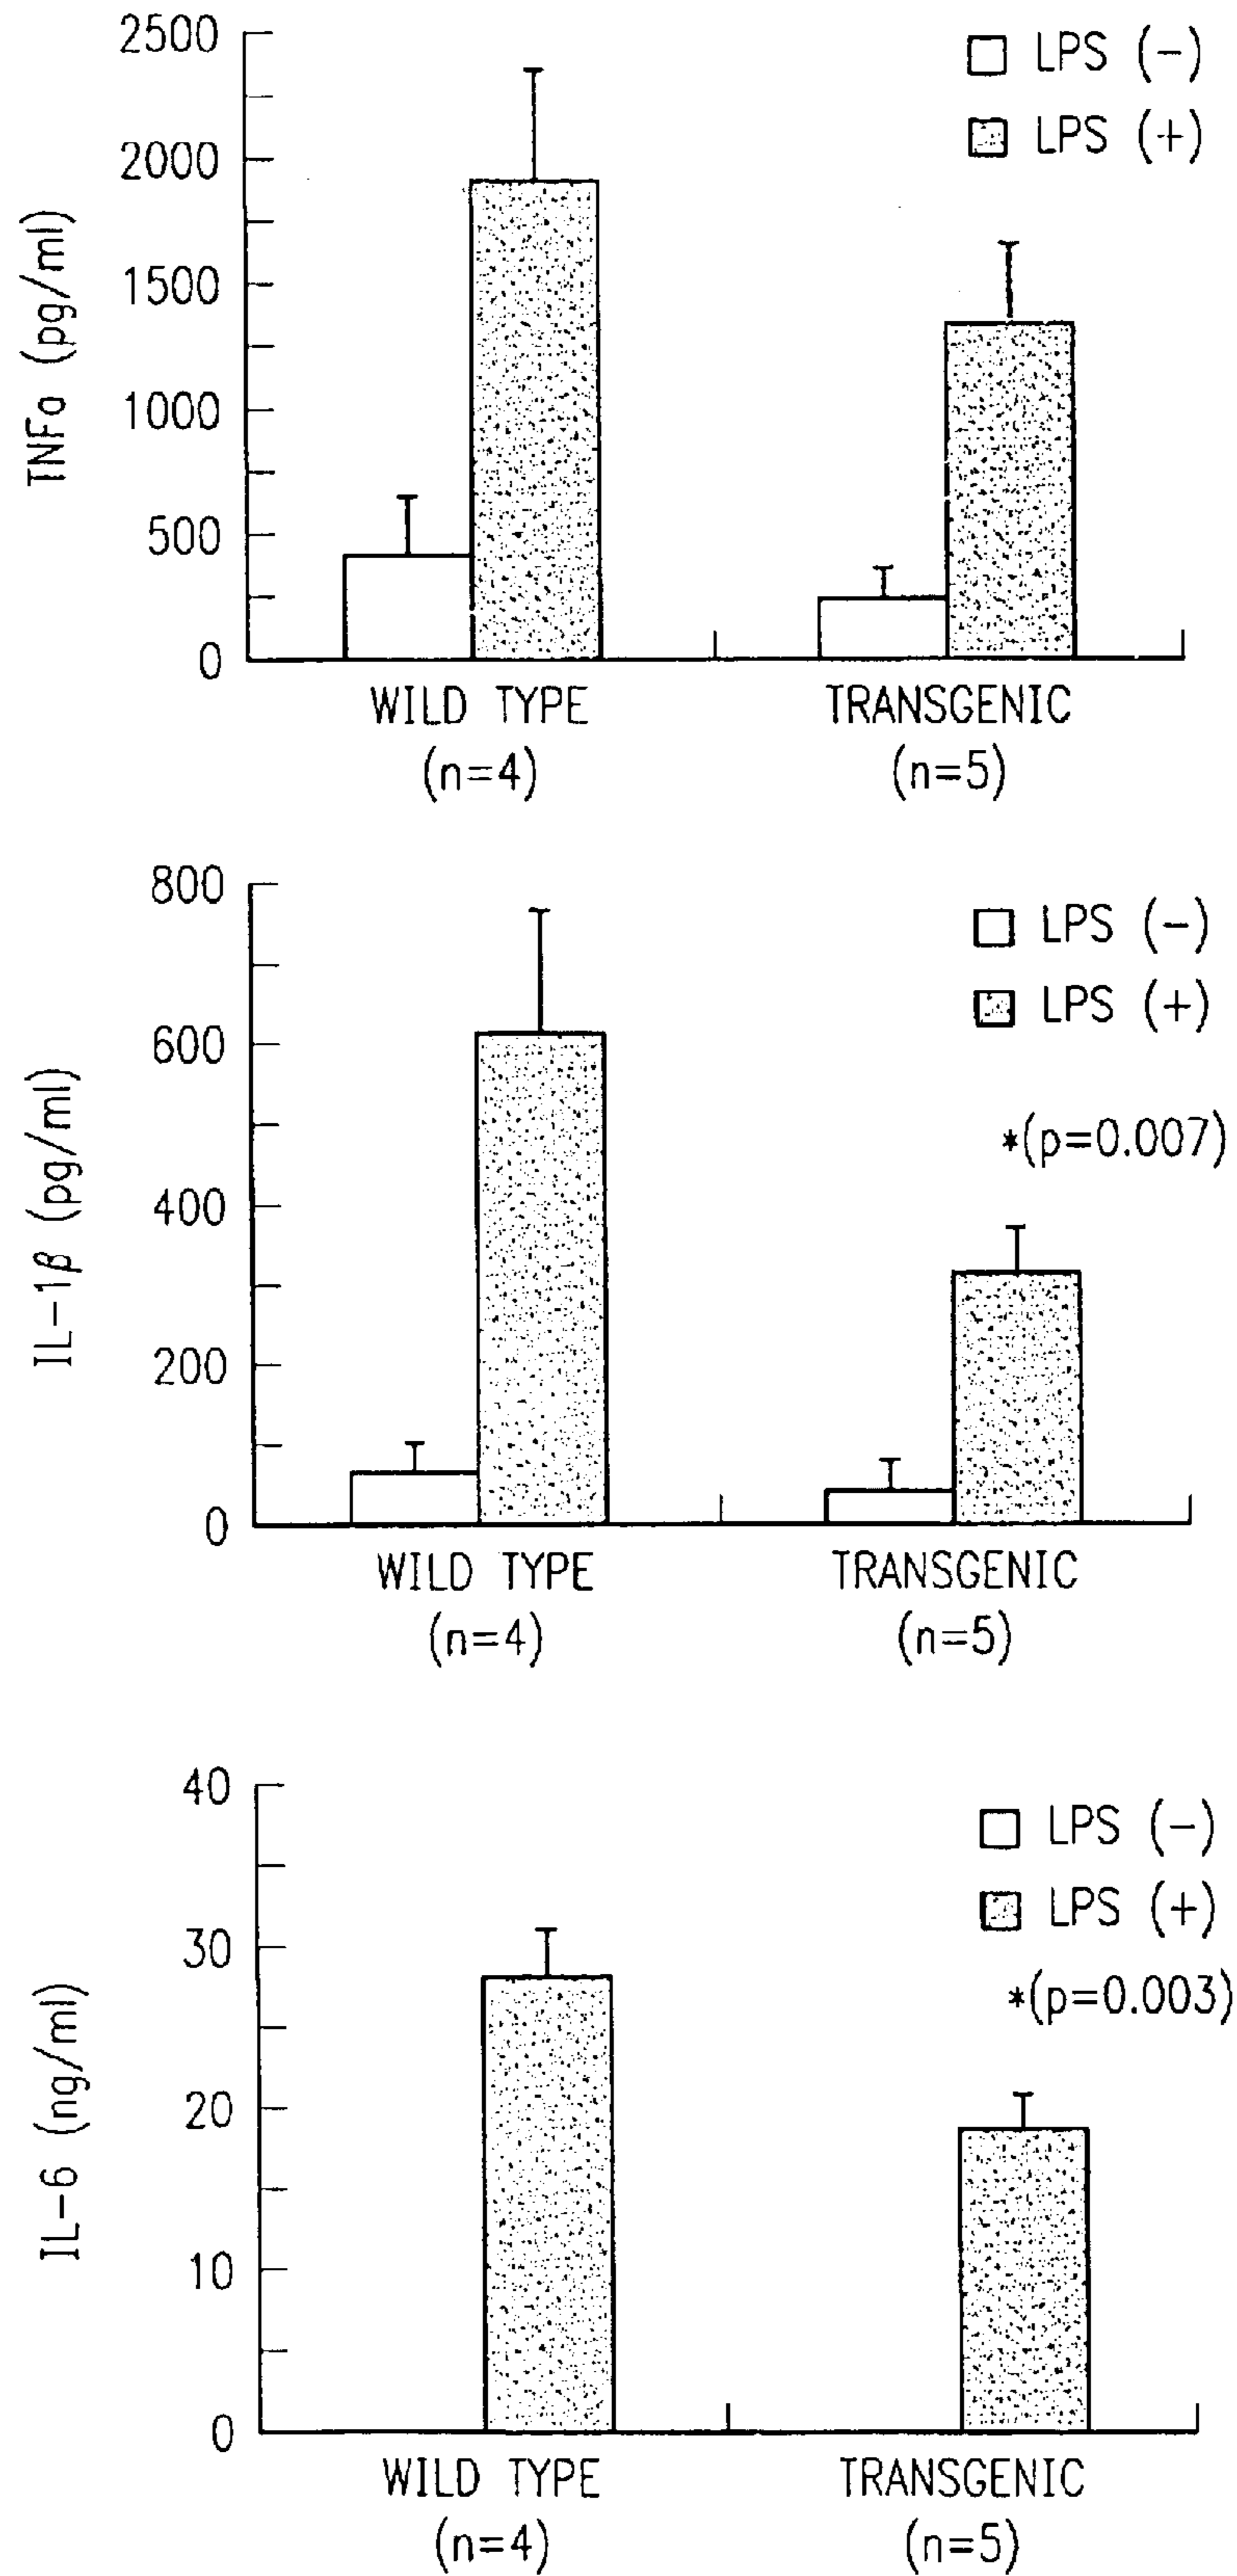 2500
2000
1500
1000
500
0
TNFα (pg/ml)
LPS (-)
LPS (+)
WILD TYPE
(n=4)
TRANSGENIC
(n=5)
800
600
400
200
0
IL-1β (pg/ml)
LPS (-)
LPS (+)
*(p=0.007)
WILD TYPE
(n=4)
TRANSGENIC
(n=5)
40
30
20
10
0
IL-6 (ng/ml)
LPS (-)
LPS (+)
*(p=0.003)
WILD TYPE
(n=4)
TRANSGENIC
(n=5)